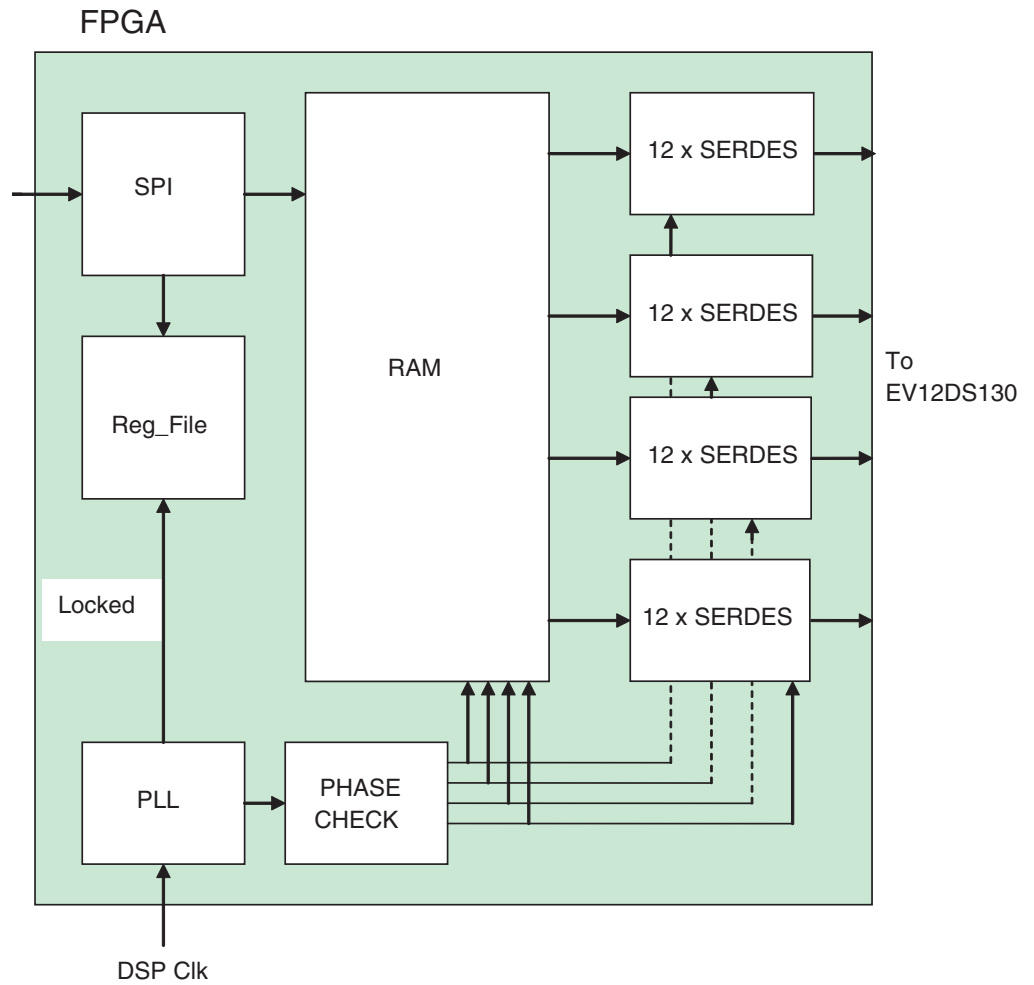 FPGA
SPI
12 x SERDES
12 x SERDES
To
EV12DS130
RAM
Reg_File
12 x SERDES
Locked
12 x SERDES
PLL
PHASE
CHECK
DSP Clk